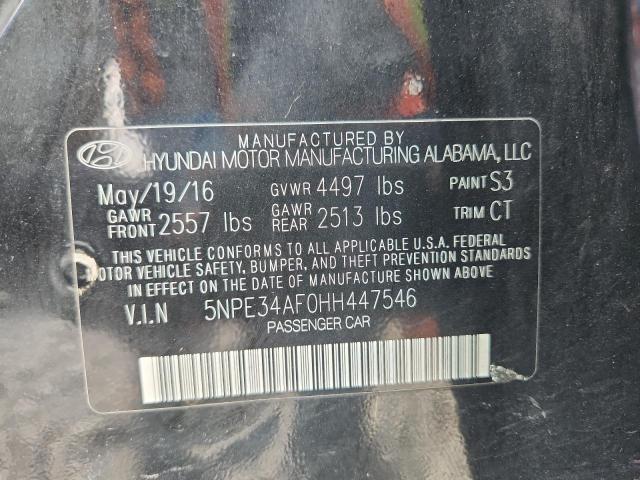 MANUFACTURED BY
HYUNDAI MOTOR MANUFACTURING ALABAMA, LLC
May/19/16 GVWR 4497 lbs PAINT S3
GAWR FRONT 2557 lbs GAWR REAR 2513 lbs TRIM CT
THIS VEHICLE CONFORMS TO ALL APPLICABLE U.S.A. FEDERAL
MOTOR VEHICLE SAFETY, BUMPER, AND THEFT PREVENTION STANDARDS
IN EFFECT ON THE DATE OF MANUFACTURE SHOWN ABOVE
V.I.N 5NPE34AF0HH447546
PASSENGER CAR